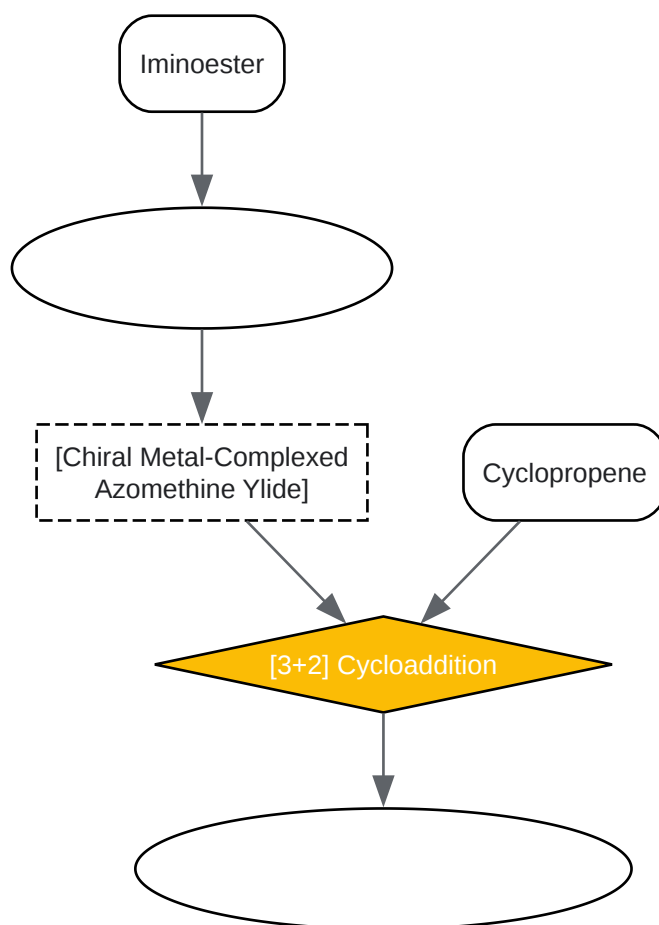 Iminoester
[Chiral Metal-Complexed
Azomethine Ylide]
Cyclopropene
[3+2] Cycloaddition